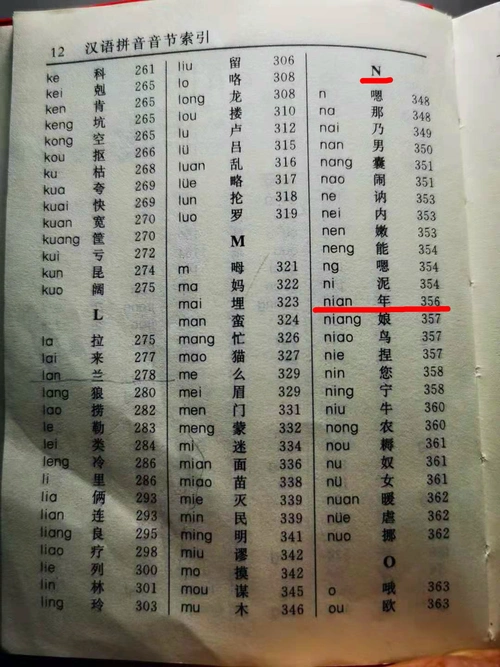 12 汉语拼音音节索引
ke 科 261
kei 剋 265
ken 肯 265
keng 坑 265
kong 空 265
kou 抠 266
ku 枯 268
kua 夸 269
kuai 快 269
kuan 宽 270
kuang 筐 270
kui 亏 272
kun 昆 274
kuo 阔 275
L
la 拉 275
lai 来 277
lan 兰 278
lang 狼 280
lao 捞 282
le 勒 283
lei 类 284
leng 冷 286
li 里 286
lia 俩 293
lian 连 293
liang 良 295
liao 疗 298
lie 列 300
lin 林 301
ling 玲 303
liu 留 306
lo 咯 308
long 龙 308
lou 搂 310
lu 卢 312
lü 吕 315
luan 乱 316
lüe 略 317
lun 抡 318
luo 罗 319
M
m 呣 321
ma 妈 322
mai 埋 323
man 蛮 324
mang 忙 326
mao 猫 327
me 么 329
mei 眉 329
men 门 331
meng 蒙 332
mi 迷 334
mian 面 336
miao 苗 338
mie 灭 339
min 民 339
ming 明 341
miu 谬 342
mo 摸 342
mou 谋 345
mu 木 346
N
n 嗯 348
na 那 348
nai 乃 349
nan 男 350
nang 囊 351
nao 闹 351
ne 讷 353
nei 内 353
nen 嫩 353
neng 能 354
ng 嗯 354
ni 泥 354
nian 年 356
niang 娘 357
niao 鸟 357
nie 捏 357
nin 您 358
ning 宁 358
niu 牛 360
nong 农 360
nou 耨 361
nu 奴 361
nü 女 361
nuan 暖 362
nüe 虐 362
nuo 挪 362
O
o 哦 363
ou 欧 363